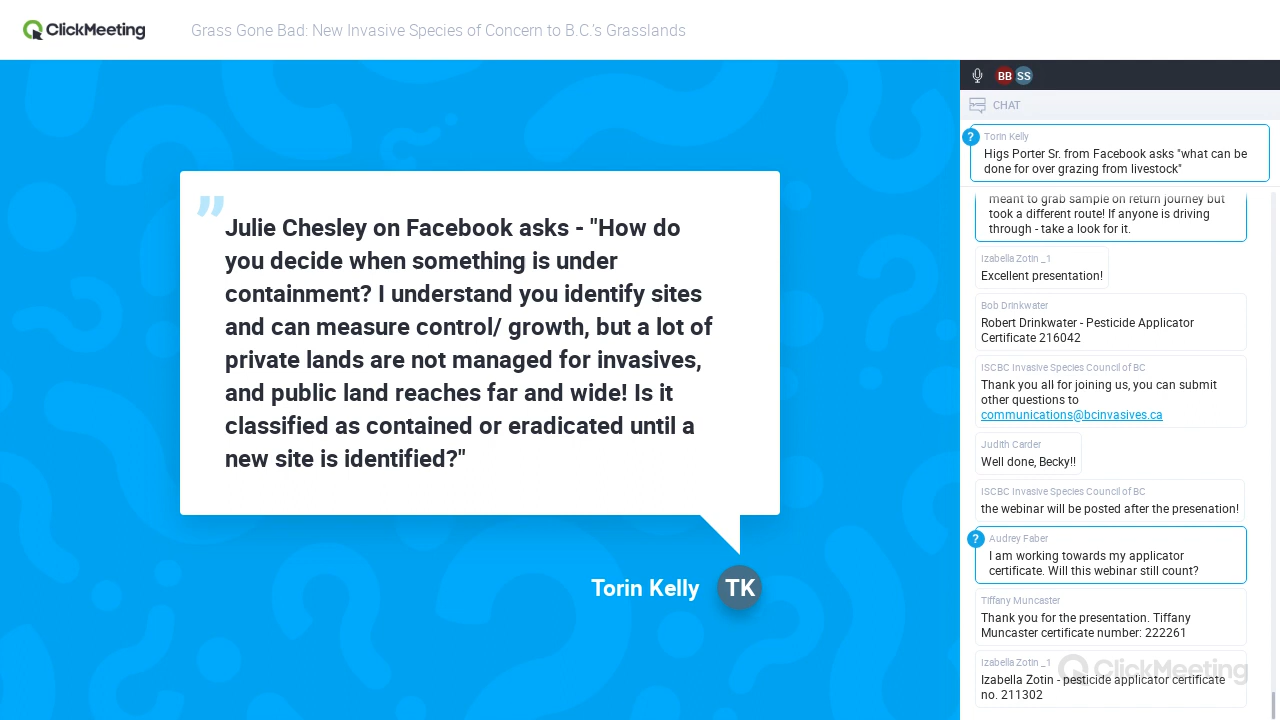 ClickMeeting
Grass Gone Bad: New Invasive Species of Concern to B.C.'s Grasslands
BB SS
CHAT
”
Julie Chesley on Facebook asks - "How do
you decide when something is under
containment? I understand you identify sites
and can measure control/ growth, but a lot of
private lands are not managed for invasives,
and public land reaches far and wide! Is it
classified as contained or eradicated until a
new site is identified?"
Torin Kelly
TK
?
Torin Kelly
Higs Porter Sr. from Facebook asks "what can be
done for over grazing from livestock"
meant to grab sample on return journey but
took a different route! If anyone is driving
through - take a look for it.
Izabella Zotin _1
Excellent presentation!
Bob Drinkwater
Robert Drinkwater - Pesticide Applicator
Certificate 216042
ISCBC Invasive Species Council of BC
Thank you all for joining us, you can submit
other questions to
communications@bcinvasives.ca
Judith Carder
Well done, Becky!!
ISCBC Invasive Species Council of BC
the webinar will be posted after the presenation!
?
Audrey Faber
I am working towards my applicator
certificate. Will this webinar still count?
Tiffany Muncaster
Thank you for the presentation. Tiffany
Muncaster certificate number: 222261
Izabella Zotin _1
Izabella Zotin - pesticide applicator certificate
no. 211302
ClickMeeting